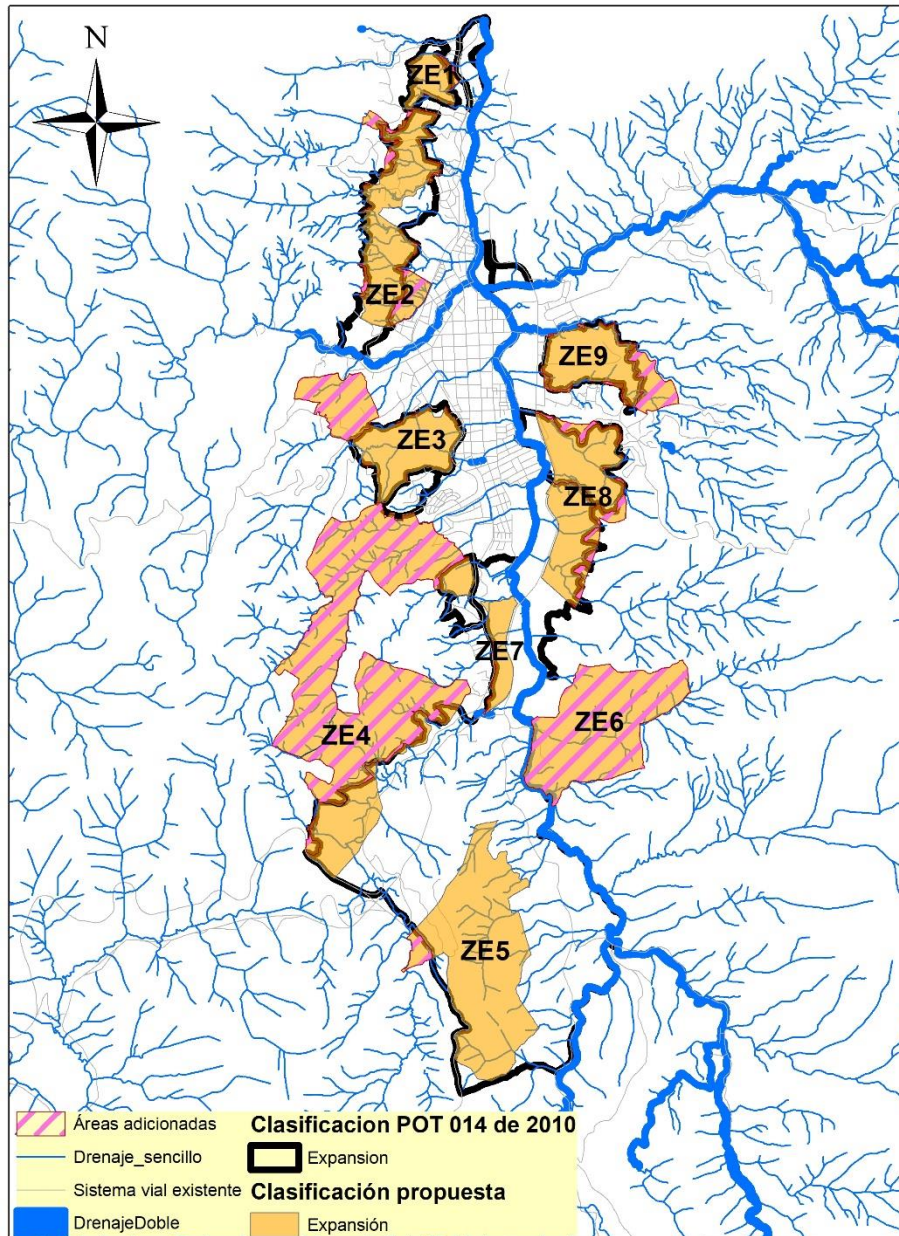 N
ZE1
ZE2
ZE9
ZE3
ZE8
ZE7
ZE4
ZE6
ZE5
Áreas adicionadas
Drenaje_sencillo
Sistema vial existente
DrenajeDoble
Clasificacion POT 014 de 2010
Expansion
Clasificación propuesta
Expansión